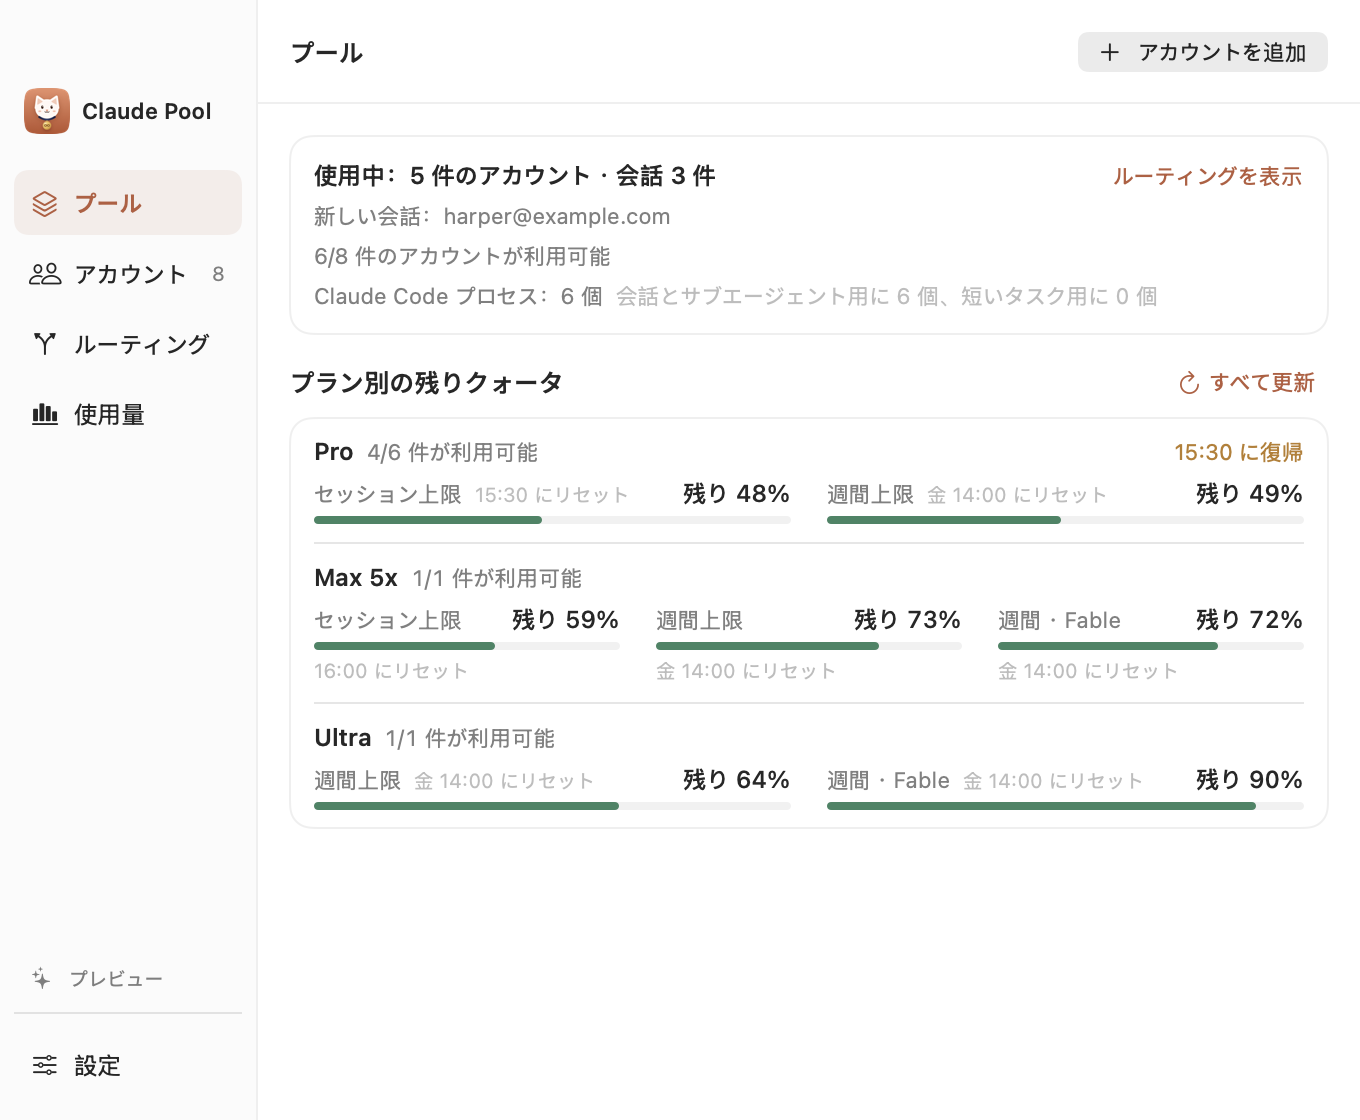 Claude Pool
プール
アカウント 8
ルーティング
使用量
プレビュー
設定
プール
アカウントを追加
使用中：5 件のアカウント · 会話 3 件
ルーティングを表示
新しい会話：harper@example.com
6/8 件のアカウントが利用可能
Claude Code プロセス：6 個 会話とサブエージェント用に 6 個、短いタスク用に 0 個
プラン別の残りクォータ
すべて更新
Pro 4/6 件が利用可能
15:30 に復帰
セッション上限 15:30 にリセット 残り 48%
週間上限 金 14:00 にリセット 残り 49%
Max 5x 1/1 件が利用可能
セッション上限 残り 59%
16:00 にリセット
週間上限 残り 73%
金 14:00 にリセット
週間 · Fable 残り 72%
金 14:00 にリセット
Ultra 1/1 件が利用可能
週間上限 金 14:00 にリセット 残り 64%
週間 · Fable 金 14:00 にリセット 残り 90%